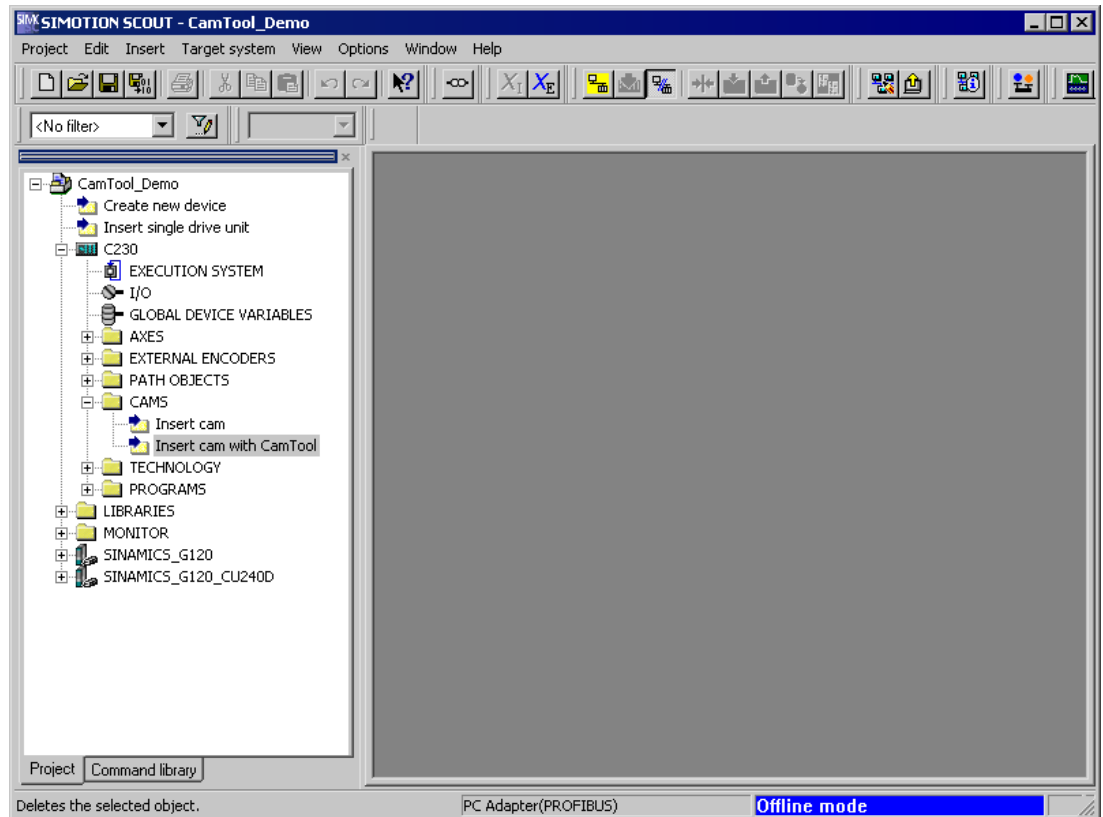 SIMOTION SCOUT - CamTool_Demo
Project Edit Insert Target system View Options Window Help
<No filter>
CamTool_Demo
Create new device
Insert single drive unit
C230
EXECUTION SYSTEM
I/O
GLOBAL DEVICE VARIABLES
AXES
EXTERNAL ENCODERS
PATH OBJECTS
CAMS
Insert cam
Insert cam with CamTool
TECHNOLOGY
PROGRAMS
LIBRARIES
MONITOR
SINAMICS_G120
SINAMICS_G120_CU240D
Project Command library
Deletes the selected object. PC Adapter(PROFIBUS) Offline mode